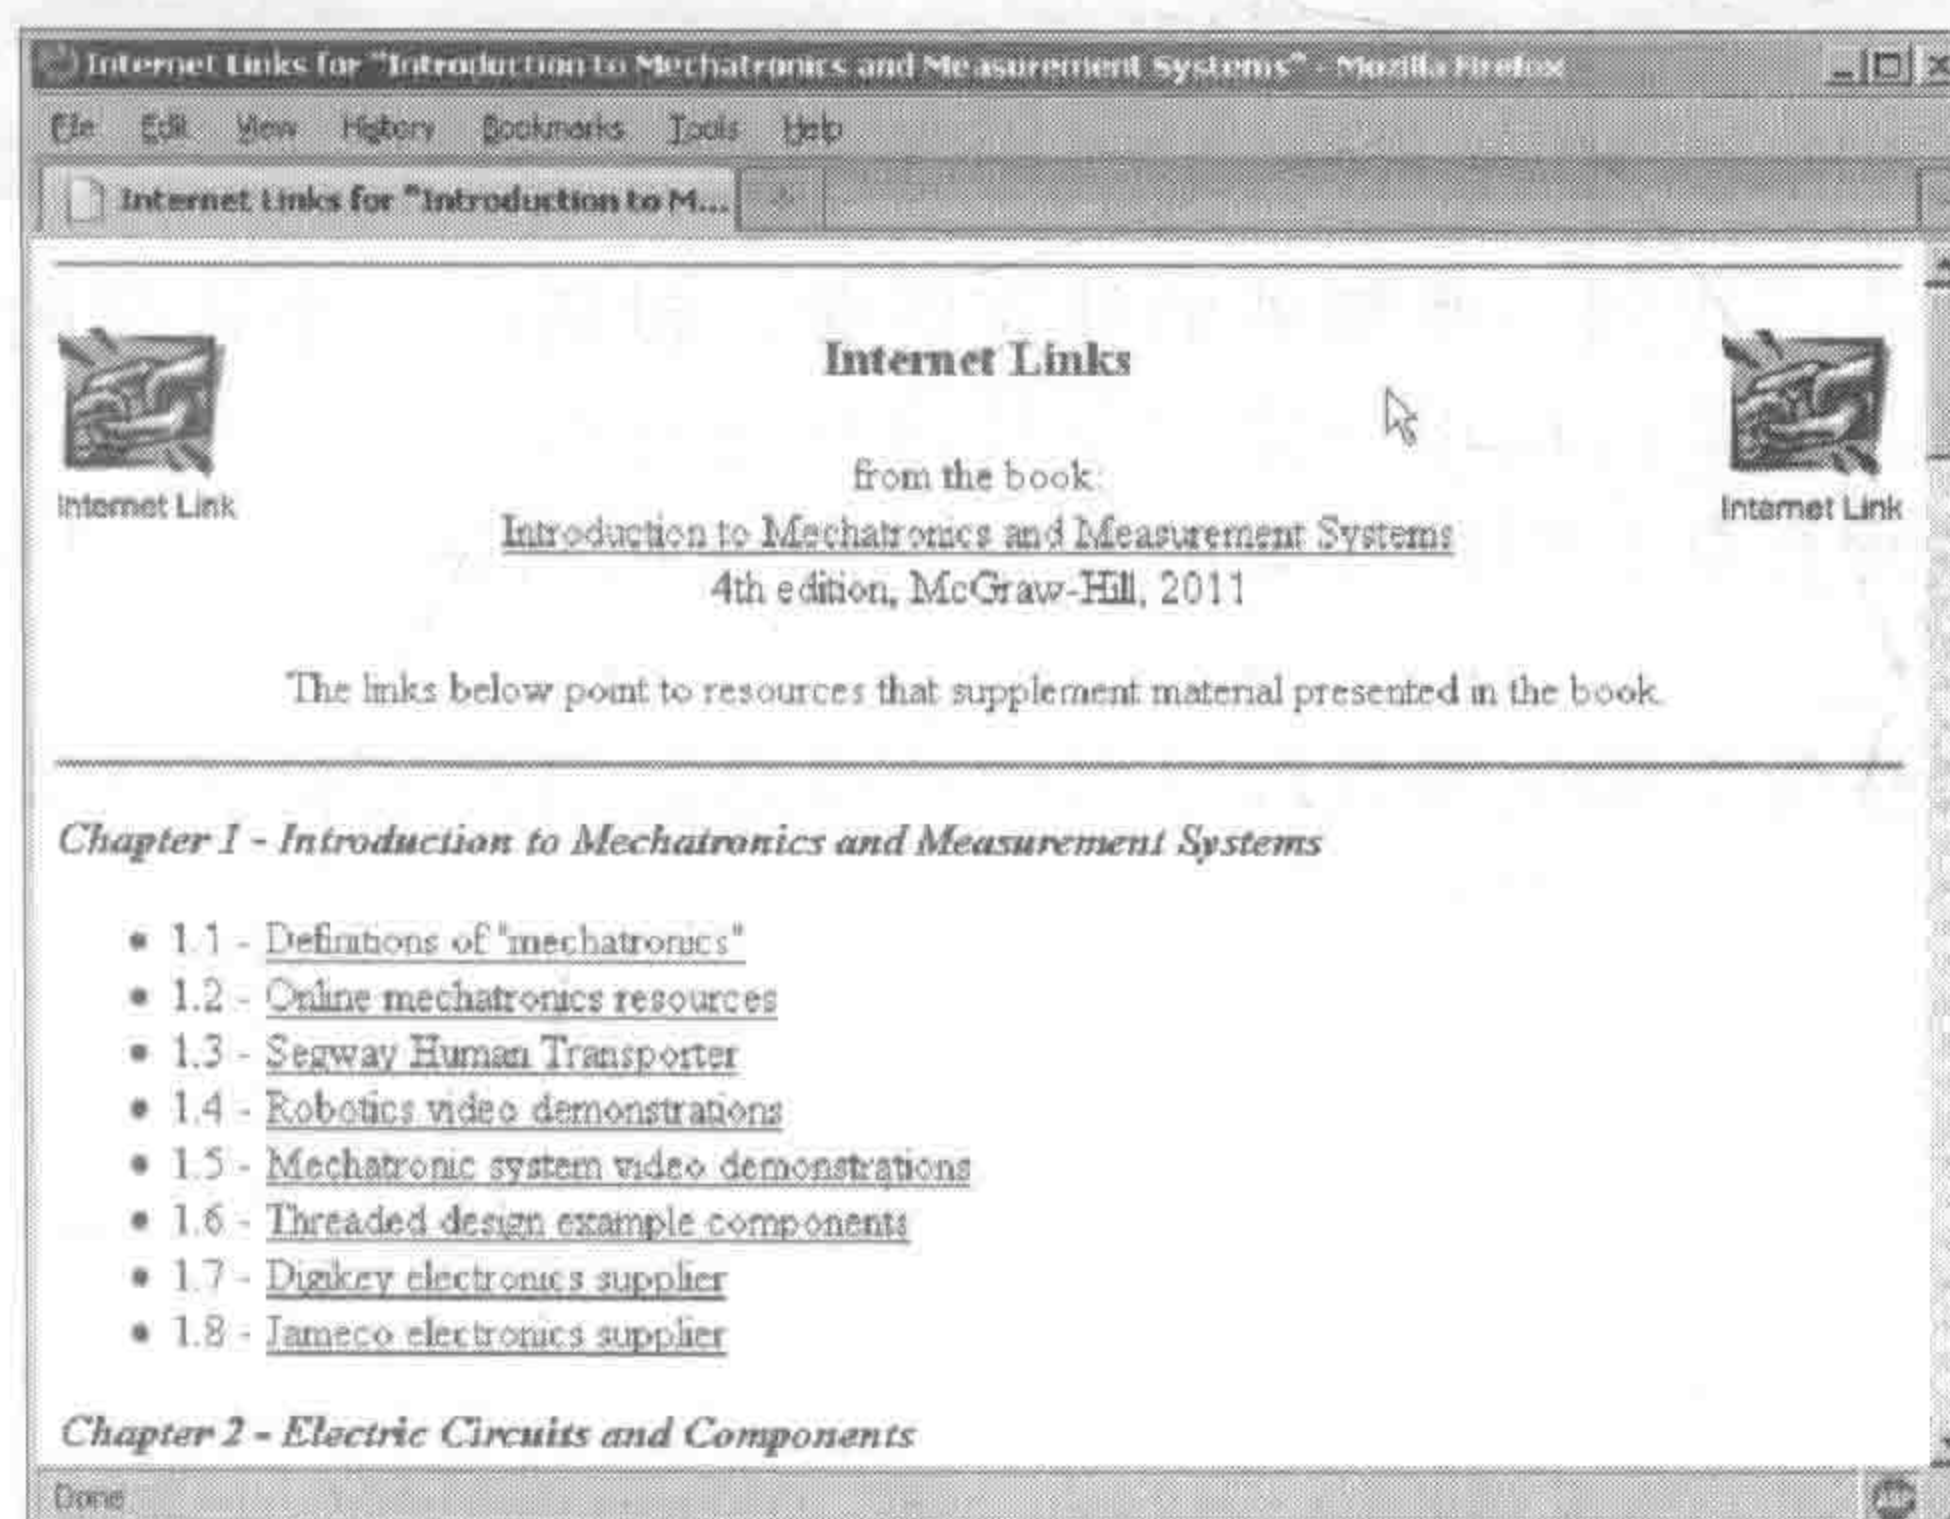 Internet Links for "Introduction to Mechatronics and Measurement Systems" - Mozilla Firefox
File Edit View History Bookmarks Tools Help
Internet Links for "Introduction to M...
Internet Links
Internet Link
from the book:
Introduction to Mechatronics and Measurement Systems
4th edition, McGraw-Hill, 2011
Internet Link
The links below point to resources that supplement material presented in the book.
Chapter 1 - Introduction to Mechatronics and Measurement Systems
• 1.1 - Definitions of "mechatronics"
• 1.2 - Online mechatronics resources
• 1.3 - Segway Human Transporter
• 1.4 - Robotics video demonstrations
• 1.5 - Mechatronic system video demonstrations
• 1.6 - Threaded design example components
• 1.7 - Digikey electronics supplier
• 1.8 - Jameco electronics supplier
Chapter 2 - Electric Circuits and Components
Done
ABP